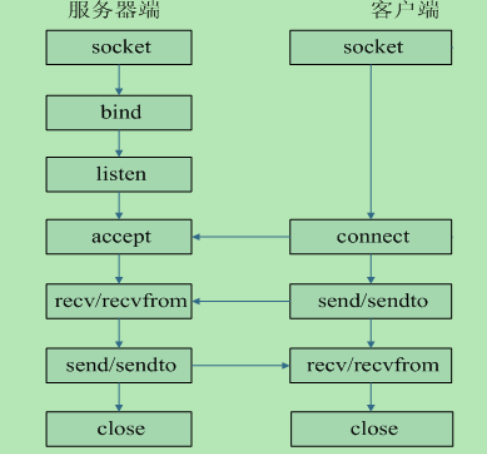 服务器端 客户端
socket socket
bind
listen
accept connect
recv/recvfrom send/sendto
send/sendto recv/recvfrom
close close